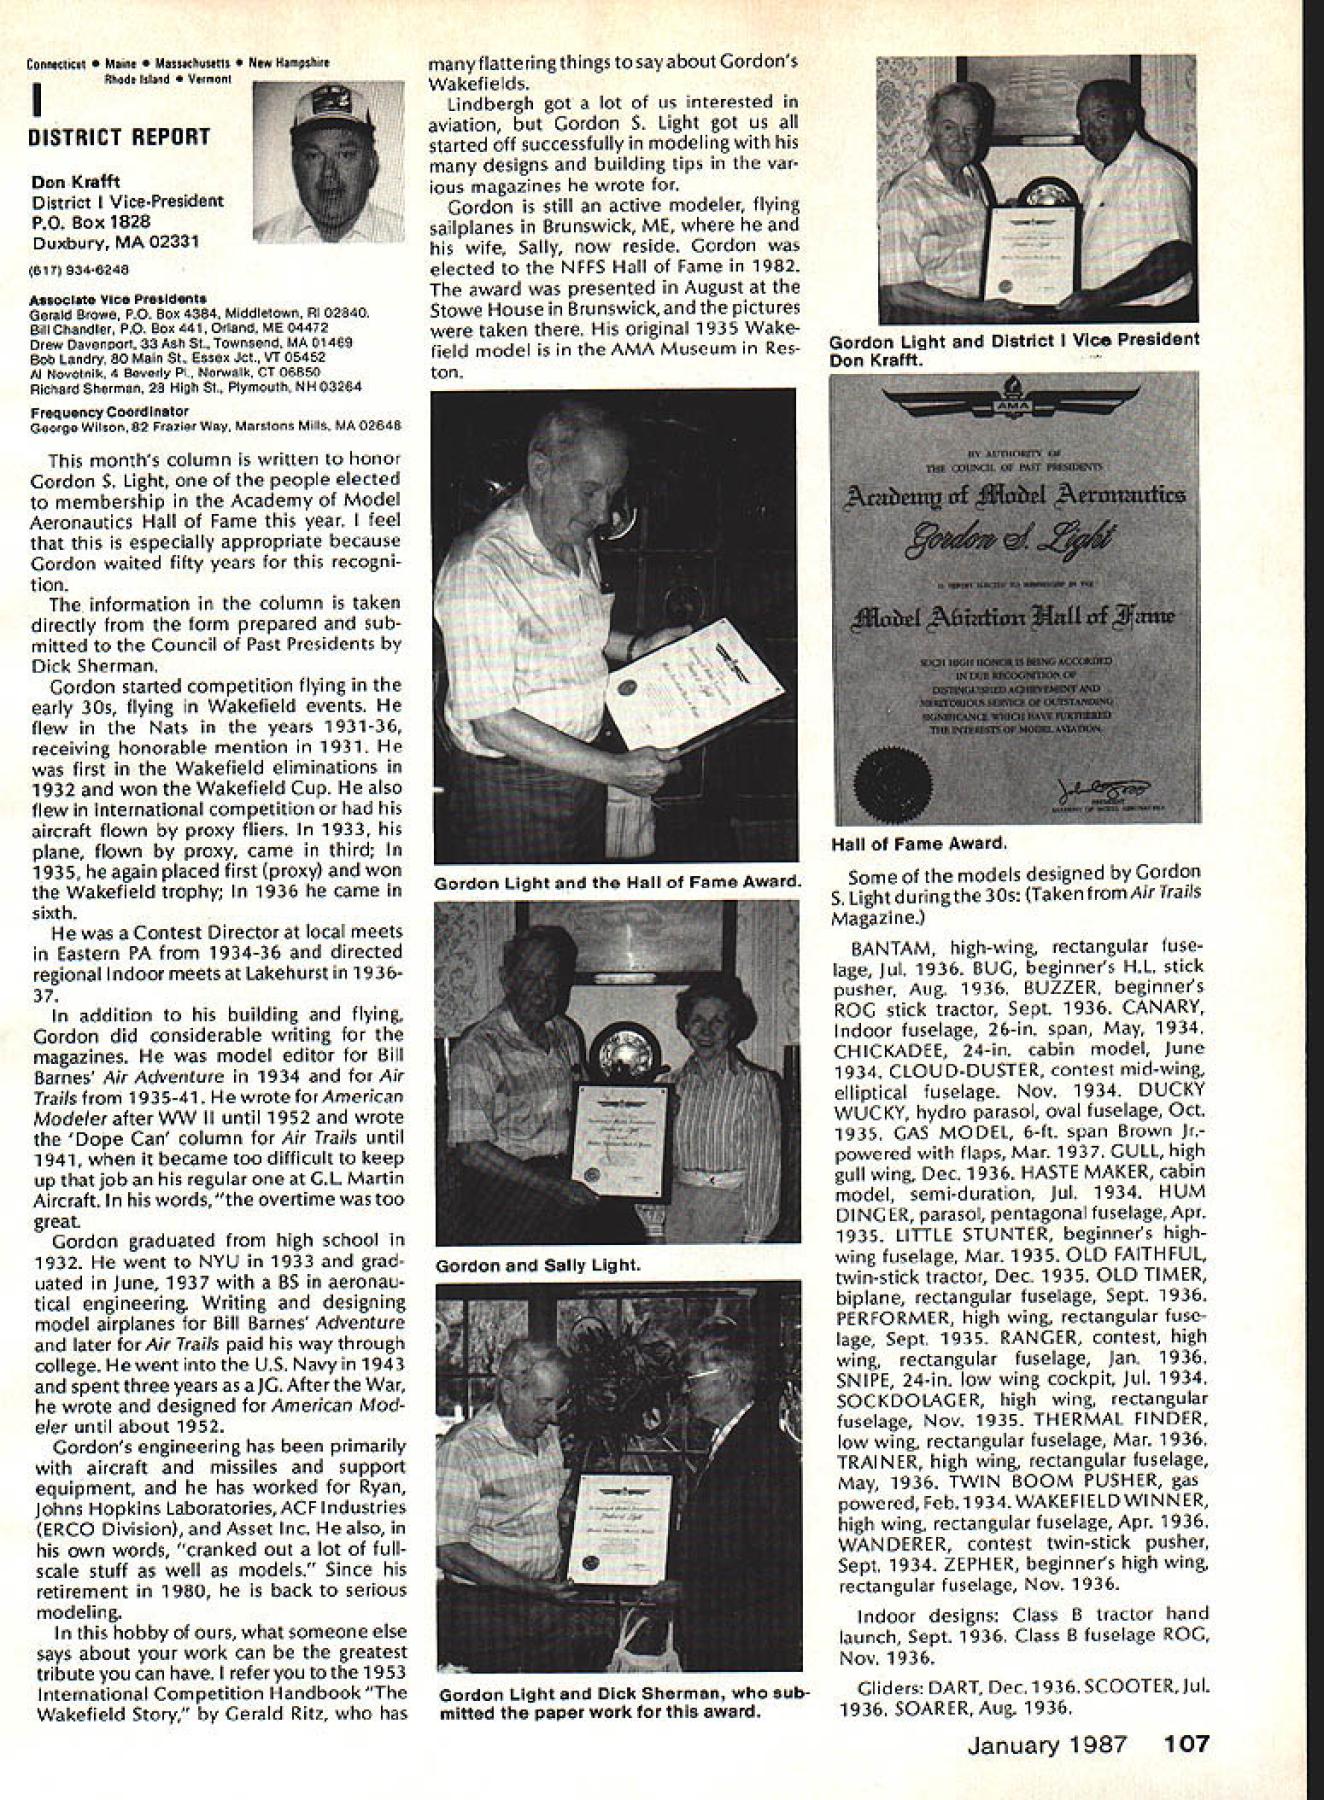 Connecticut • Maine • Massachusetts • New Hampshire
Rhode Island • Vermont
I
DISTRICT REPORT
Don Krafft
District I Vice-President
P.O. Box 1828
Duxbury, MA 02331
(617) 934-6248
Associate Vice Presidents
Gerald Browe, P.O. Box 4384, Middletown, RI 02840.
Bill Chandler, P.O. Box 441, Orland, ME 04472
Drew Davenport, 33 Ash St., Townsend, MA 01469
Bob Landry, 80 Main St., Essex Jct., VT 05452
Al Novotnik, 4 Beverly Pl., Norwalk, CT 06850
Richard Sherman, 28 High St., Plymouth, NH 03264
Frequency Coordinator
George Wilson, 82 Frazier Way, Marstons Mills, MA 02648
This month's column is written to honor
Gordon S. Light, one of the people elected
to membership in the Academy of Model
Aeronautics Hall of Fame this year. I feel
that this is especially appropriate because
Gordon waited fifty years for this recogni-
tion.
The information in the column is taken
directly from the form prepared and sub-
mitted to the Council of Past Presidents by
Dick Sherman.
Gordon started competition flying in the
early 30s, flying in Wakefield events. He
flew in the Nats in the years 1931-36,
receiving honorable mention in 1931. He
was first in the Wakefield eliminations in
1932 and won the Wakefield Cup. He also
flew in International competition or had his
aircraft flown by proxy fliers. In 1933, his
plane, flown by proxy, came in third; In
1935, he again placed first (proxy) and won
the Wakefield trophy; In 1936 he came in
sixth.
He was a Contest Director at local meets
in Eastern PA from 1934-36 and directed
regional Indoor meets at Lakehurst in 1936-
37.
In addition to his building and flying,
Gordon did considerable writing for the
magazines. He was model editor for Bill
Barnes' Air Adventure in 1934 and for Air
Trails from 1935-41. He wrote for American
Modeler after WW II until 1952 and wrote
the 'Dope Can' column for Air Trails until
1941, when it became too difficult to keep
up that job an his regular one at G.L. Martin
Aircraft. In his words, "the overtime was too
great.
Gordon graduated from high school in
1932. He went to NYU in 1933 and grad-
uated in June, 1937 with a BS in aeronau-
tical engineering. Writing and designing
model airplanes for Bill Barnes' Adventure
and later for Air Trails paid his way through
college. He went into the U.S. Navy in 1943
and spent three years as a JG. After the War,
he wrote and designed for American Mod-
eler until about 1952.
Gordon's engineering has been primarily
with aircraft and missiles and support
equipment, and he has worked for Ryan,
Johns Hopkins Laboratories, ACF Industries
(ERCO Division), and Asset Inc. He also, in
his own words, "cranked out a lot of full-
scale stuff as well as models." Since his
retirement in 1980, he is back to serious
modeling.
In this hobby of ours, what someone else
says about your work can be the greatest
tribute you can have. I refer you to the 1953
International Competition Handbook "The
Wakefield Story," by Gerald Ritz, who has
many flattering things to say about Gordon's
Wakefields.
Lindbergh got a lot of us interested in
aviation, but Gordon S. Light got us all
started off successfully in modeling with his
many designs and building tips in the var-
ious magazines he wrote for.
Gordon is still an active modeler, flying
sailplanes in Brunswick, ME, where he and
his wife, Sally, now reside. Gordon was
elected to the NFFS Hall of Fame in 1982.
The award was presented in August at the
Stowe House in Brunswick, and the pictures
were taken there. His original 1935 Wake-
field model is in the AMA Museum in Res-
ton.
Gordon Light and the Hall of Fame Award.
Gordon and Sally Light.
Gordon Light and Dick Sherman, who sub-
mitted the paper work for this award.
Gordon Light and District I Vice President
Don Krafft.
AMA
BY AUTHORITY OF
THE COUNCIL OF PAST PRESIDENTS
Academy of Model Aeronautics
Gordon S. Light
IS HEREBY ELECTED TO MEMBERSHIP IN THE
Model Aviation Hall of Fame
SUCH HIGH HONOR IS BEING ACCORDED
IN DUE RECOGNITION OF
DISTINGUISHED ACHIEVEMENT AND
MERITORIOUS SERVICE OF OUTSTANDING
SIGNIFICANCE WHICH HAVE FURTHERED
THE INTERESTS OF MODEL AVIATION.
PRESIDENT
ACADEMY OF MODEL AERONAUTICS
Hall of Fame Award.
Some of the models designed by Gordon
S. Light during the 30s: (Taken from Air Trails
Magazine.)
BANTAM, high-wing, rectangular fuse-
lage, Jul. 1936. BUG, beginner's H.L. stick
pusher, Aug. 1936. BUZZER, beginner's
ROG stick tractor, Sept. 1936. CANARY,
Indoor fuselage, 26-in. span, May, 1934.
CHICKADEE, 24-in. cabin model, June
1934. CLOUD-DUSTER, contest mid-wing,
elliptical fuselage. Nov. 1934. DUCKY
WUCKY, hydro parasol, oval fuselage, Oct.
1935. GAS MODEL, 6-ft. span Brown Jr.-
powered with flaps, Mar. 1937. GULL, high
gull wing, Dec. 1936. HASTE MAKER, cabin
model, semi-duration, Jul. 1934. HUM
DINGER, parasol, pentagonal fuselage, Apr.
1935. LITTLE STUNTER, beginner's high-
wing fuselage, Mar. 1935. OLD FAITHFUL,
twin-stick tractor, Dec. 1935. OLD TIMER,
biplane, rectangular fuselage, Sept. 1936.
PERFORMER, high wing, rectangular fuse-
lage, Sept. 1935. RANGER, contest, high
wing, rectangular fuselage, Jan. 1936.
SNIPE, 24-in. low wing cockpit, Jul. 1934.
SOCKDOLAGER, high wing, rectangular
fuselage, Nov. 1935. THERMAL FINDER,
low wing, rectangular fuselage, Mar. 1936.
TRAINER, high wing, rectangular fuselage,
May, 1936. TWIN BOOM PUSHER, gas
powered, Feb. 1934. WAKEFIELD WINNER,
high wing, rectangular fuselage, Apr. 1936.
WANDERER, contest twin-stick pusher,
Sept. 1934. ZEPHER, beginner's high wing,
rectangular fuselage, Nov. 1936.
Indoor designs: Class B tractor hand
launch, Sept. 1936. Class B fuselage ROG,
Nov. 1936.
Gliders: DART, Dec. 1936. SCOOTER, Jul.
1936. SOARER, Aug. 1936.
January 1987 107